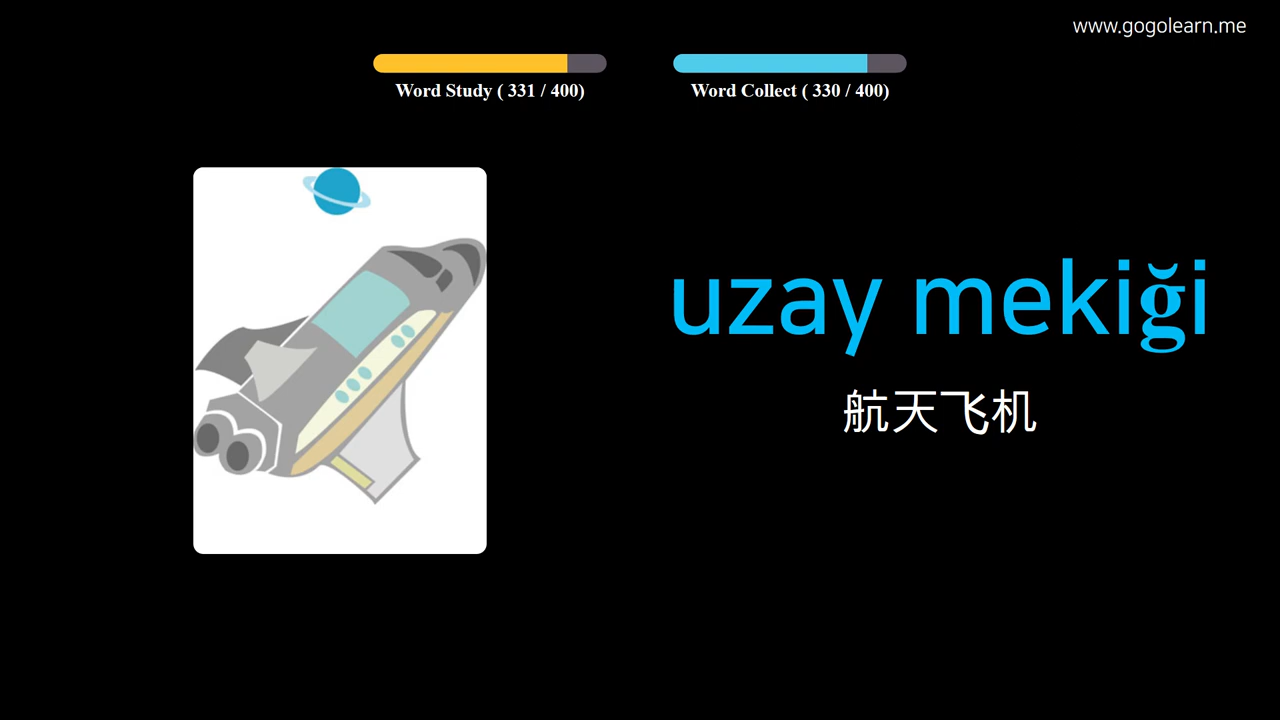 www.gogolearn.me
Word Study ( 331 / 400)
Word Collect ( 330 / 400)
uzay mekiği
航天飞机